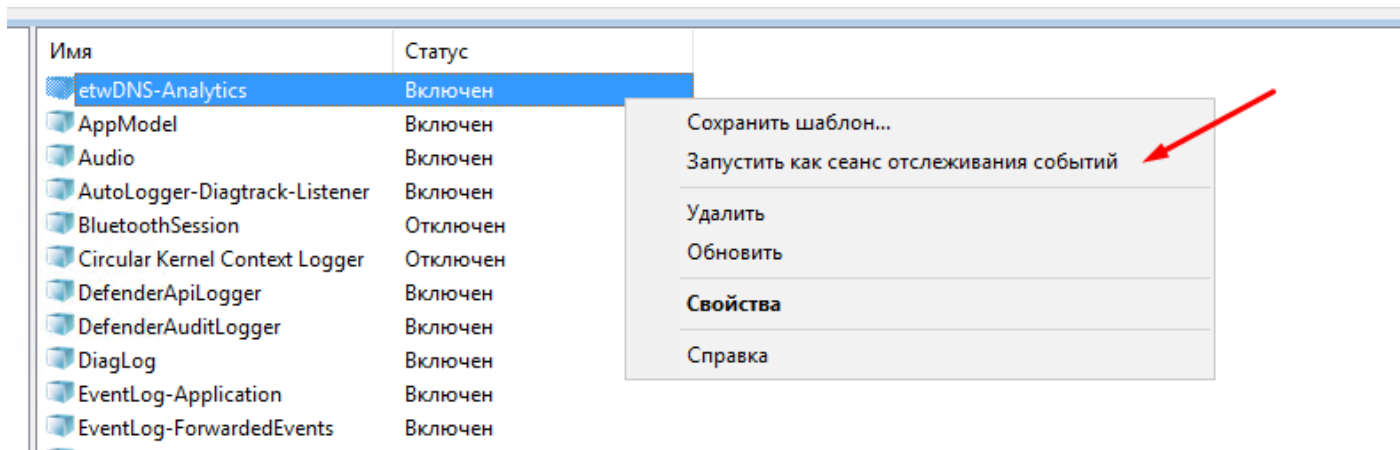 Имя Статус
etwDNS-Analytics Включен
AppModel Включен
Audio Включен
AutoLogger-Diagtrack-Listener Включен
BluetoothSession Отключен
Circular Kernel Context Logger Отключен
DefenderApiLogger Включен
DefenderAuditLogger Включен
DiagLog Включен
EventLog-Application Включен
EventLog-ForwardedEvents Включен
Сохранить шаблон...
Запустить как сеанс отслеживания событий
Удалить
Обновить
Свойства
Справка